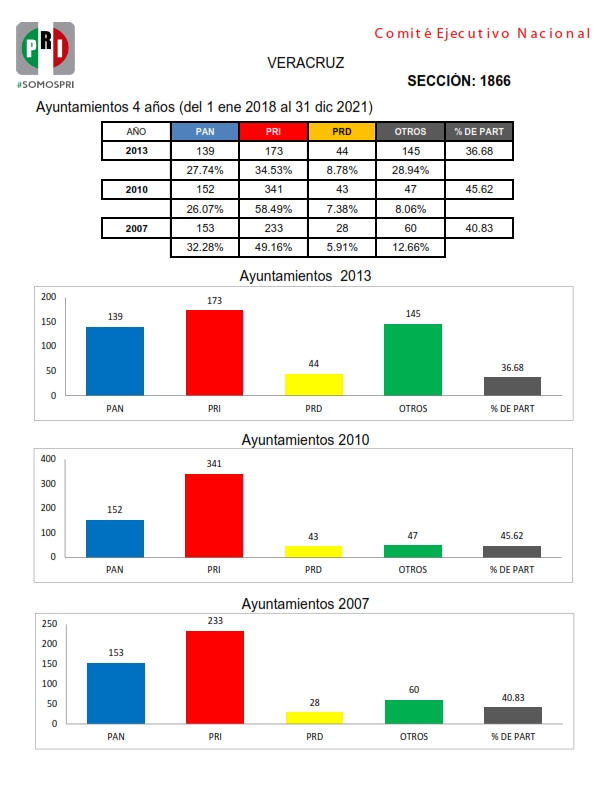 Comité Ejecutivo Nacional
PRI
#SOMOSPRI
VERACRUZ
SECCIÓN: 1866
Ayuntamientos 4 años (del 1 ene 2018 al 31 dic 2021)
AÑO PAN PRI PRD OTROS % DE PART
2013 139 173 44 145 36.68
27.74% 34.53% 8.78% 28.94%
2010 152 341 43 47 45.62
26.07% 58.49% 7.38% 8.06%
2007 153 233 28 60 40.83
32.28% 49.16% 5.91% 12.66%
Ayuntamientos 2013
200
150
100
50
0
139 173 44 145 36.68
PAN PRI PRD OTROS % DE PART
Ayuntamientos 2010
400
300
200
100
0
152 341 43 47 45.62
PAN PRI PRD OTROS % DE PART
Ayuntamientos 2007
250
200
150
100
50
0
153 233 28 60 40.83
PAN PRI PRD OTROS % DE PART